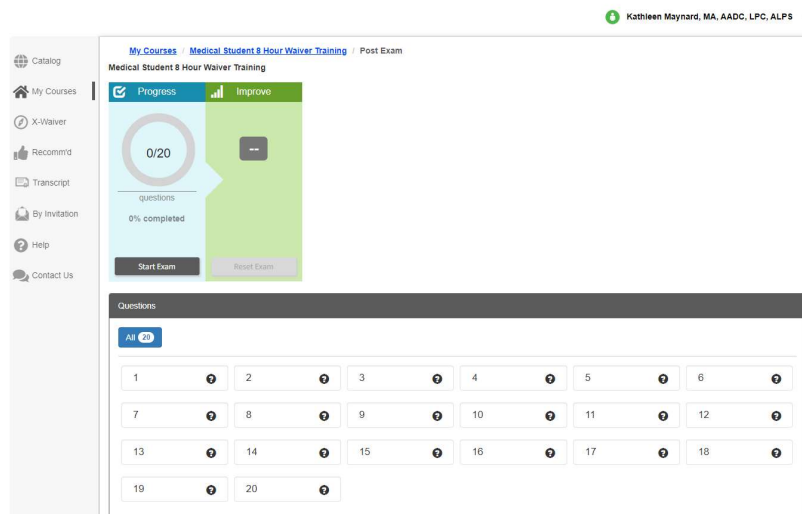 Kathleen Maynard, MA, AADC, LPC, ALPS
My Courses / Medical Student 8 Hour Waiver Training / Post Exam
Medical Student 8 Hour Waiver Training
Catalog
My Courses
X-Waiver
Recomm'd
Transcript
By Invitation
Help
Contact Us
Progress
Improve
0/20
--
questions
0% completed
Start Exam
Reset Exam
Questions
All 20
1 2 3 4 5 6
7 8 9 10 11 12
13 14 15 16 17 18
19 20